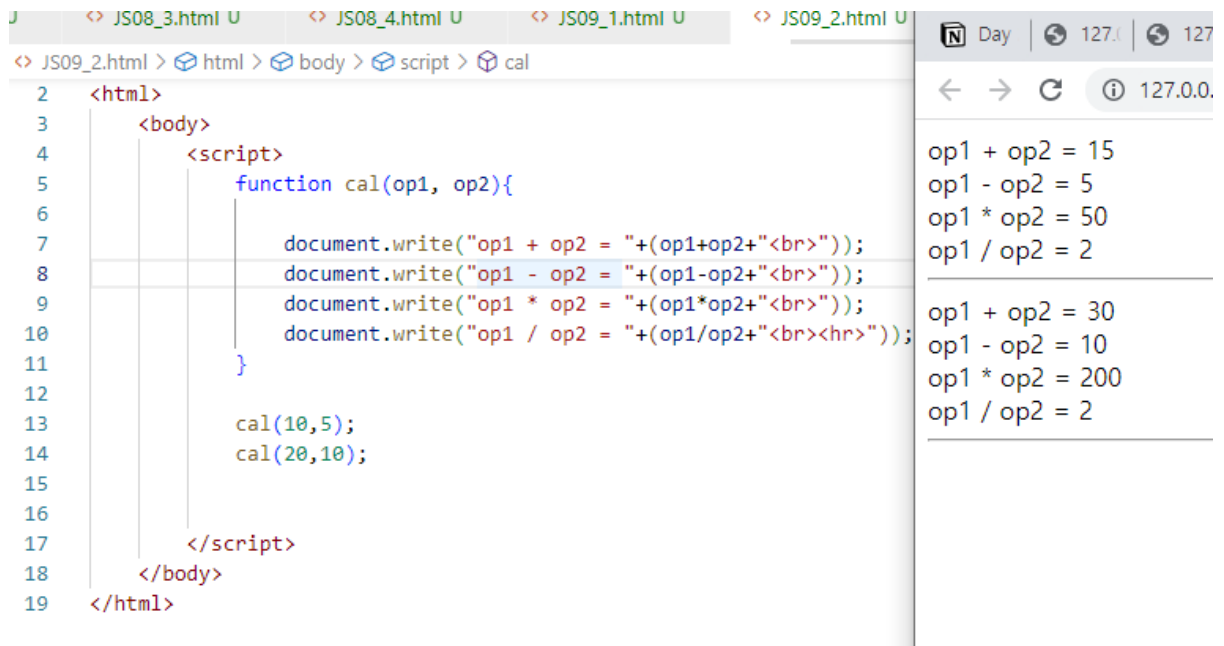 U
<> JS08_3.html U
<> JS08_4.html U
<> JS09_1.html U
<> JS09_2.html U
<> JS09_2.html > html > body > script > cal
2 <html>
3 <body>
4 <script>
5 function cal(op1, op2){
6
7 document.write("op1 + op2 = "+(op1+op2+"<br>"));
8 document.write("op1 - op2 = "+(op1-op2+"<br>"));
9 document.write("op1 * op2 = "+(op1*op2+"<br>"));
10 document.write("op1 / op2 = "+(op1/op2+"<br><hr>"));
11 }
12
13 cal(10,5);
14 cal(20,10);
15
16
17 </script>
18 </body>
19 </html>
Day
127.
127
127.0.0.
op1 + op2 = 15
op1 - op2 = 5
op1 * op2 = 50
op1 / op2 = 2
op1 + op2 = 30
op1 - op2 = 10
op1 * op2 = 200
op1 / op2 = 2